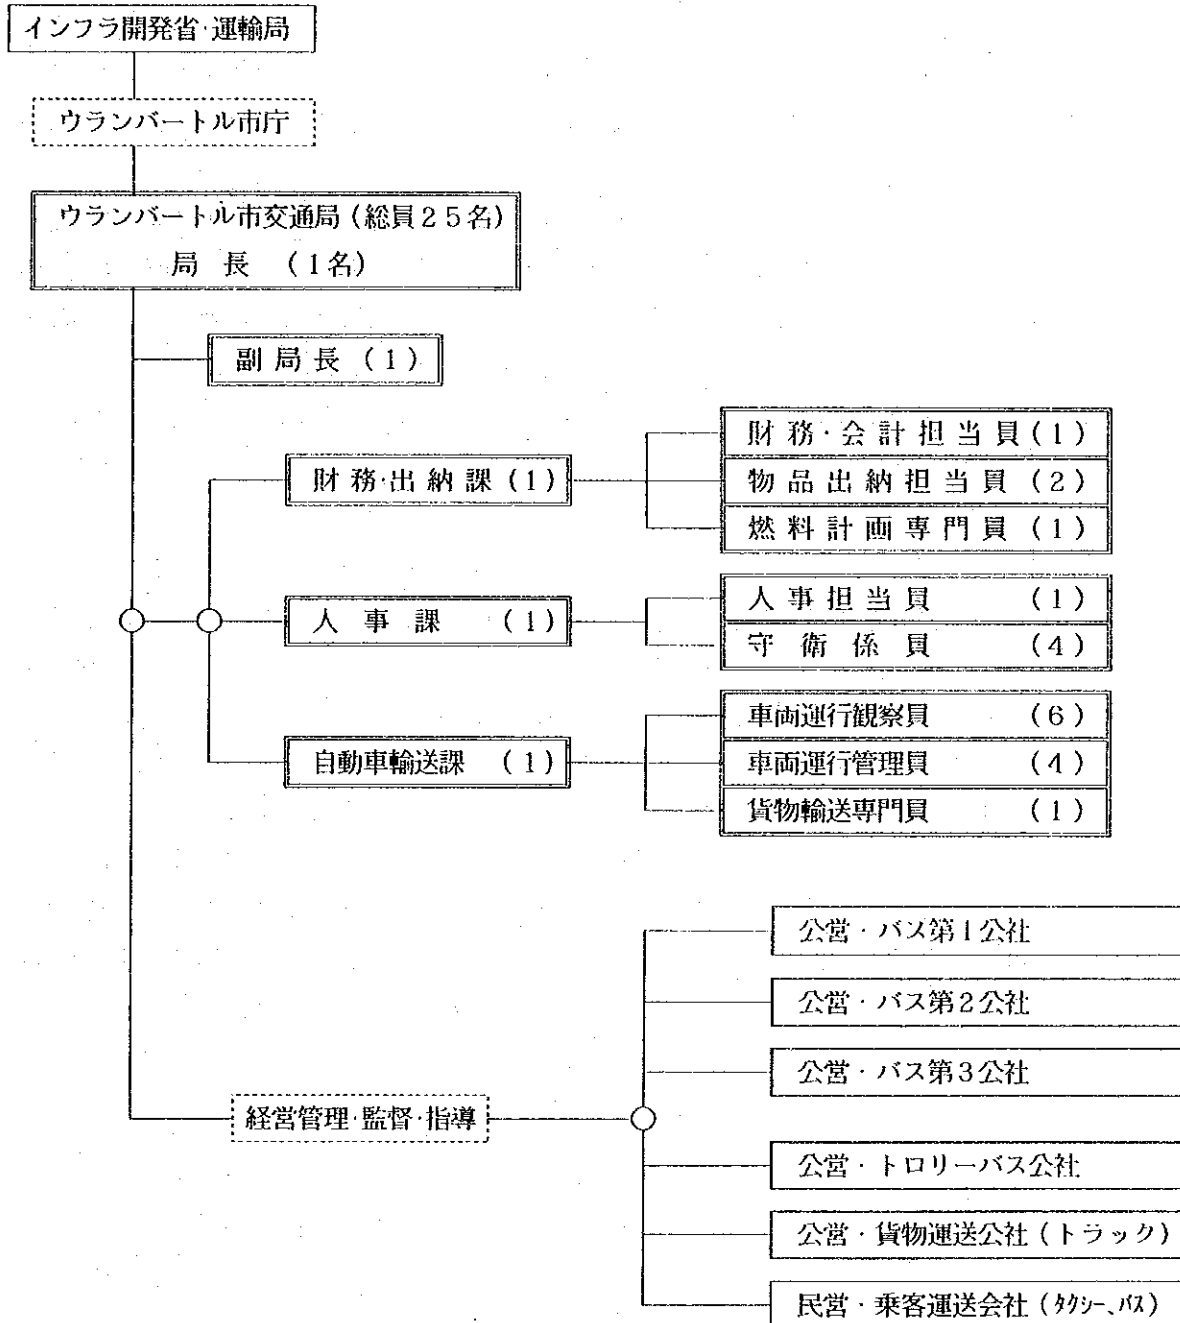 インフラ開発省·運輸局
ウランバートル市庁
ウランバートル市交通局(総員25名)
局長 (1名)
副局長(1)
財務·出納課(1)
財務·会計担当員(1)
物品出納担当員(2)
燃料計画専門員(1)
人事課 (1)
人事担当員 (1)
守衛係員 (4)
自動車輸送課 (1)
車両運行観察員 (6)
車両運行管理員 (4)
貨物輸送専門員 (1)
経営管理·監督·指導
公営·バス第1公社
公営·バス第2公社
公営·バス第3公社
公営·トロリーバス公社
公営·貨物運送公社(トラック)
民営·乗客運送会社(タクシー、バス)